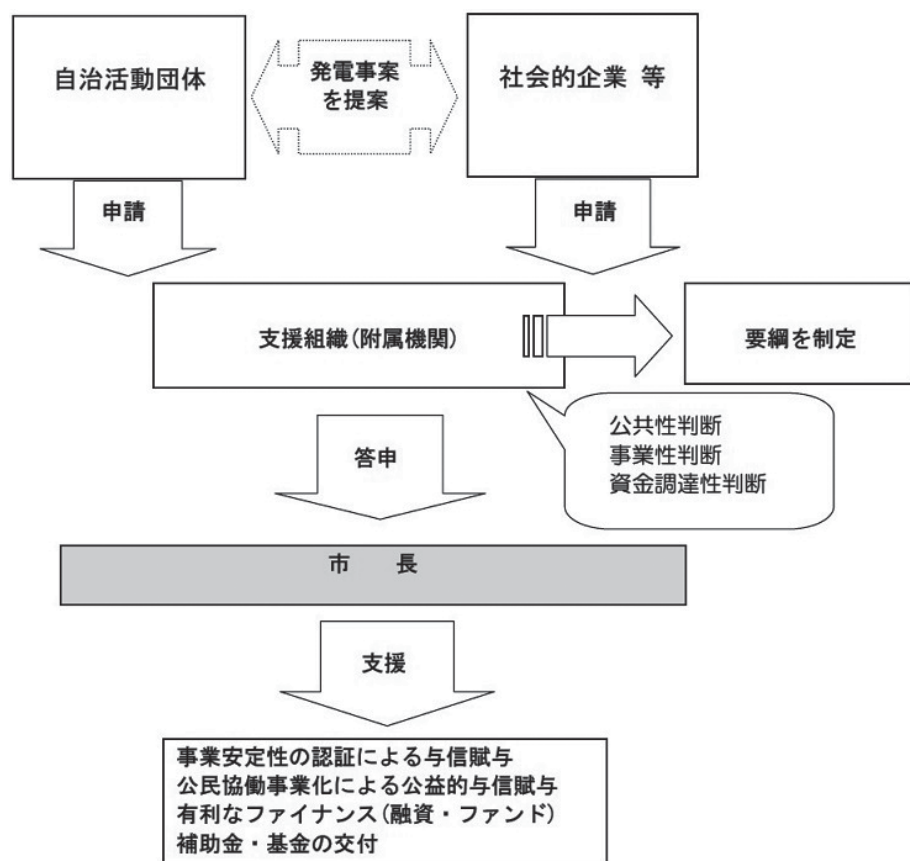 自治活動団体
発電事案
を提案
社会的企業 等
申請
申請
支援組織(附属機関)
要綱を制定
公共性判断
事業性判断
資金調達性判断
答申
市 長
支援
事業安定性の認証による与信賦与
公民協働事業化による公益的与信賦与
有利なファイナンス(融資・ファンド)
補助金・基金の交付